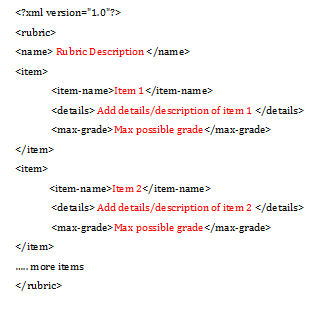 <?xml version="1.0"?>
<rubric>
<name> Rubric Description </name>
<item>
<item-name>Item 1</item-name>
<details> Add details/description of item 1 </details>
<max-grade>Max possible grade</max-grade>
</item>
<item>
<item-name>Item 2</item-name>
<details> Add details/description of item 2 </details>
<max-grade>Max possible grade</max-grade>
</item>
..... more items
</rubric>